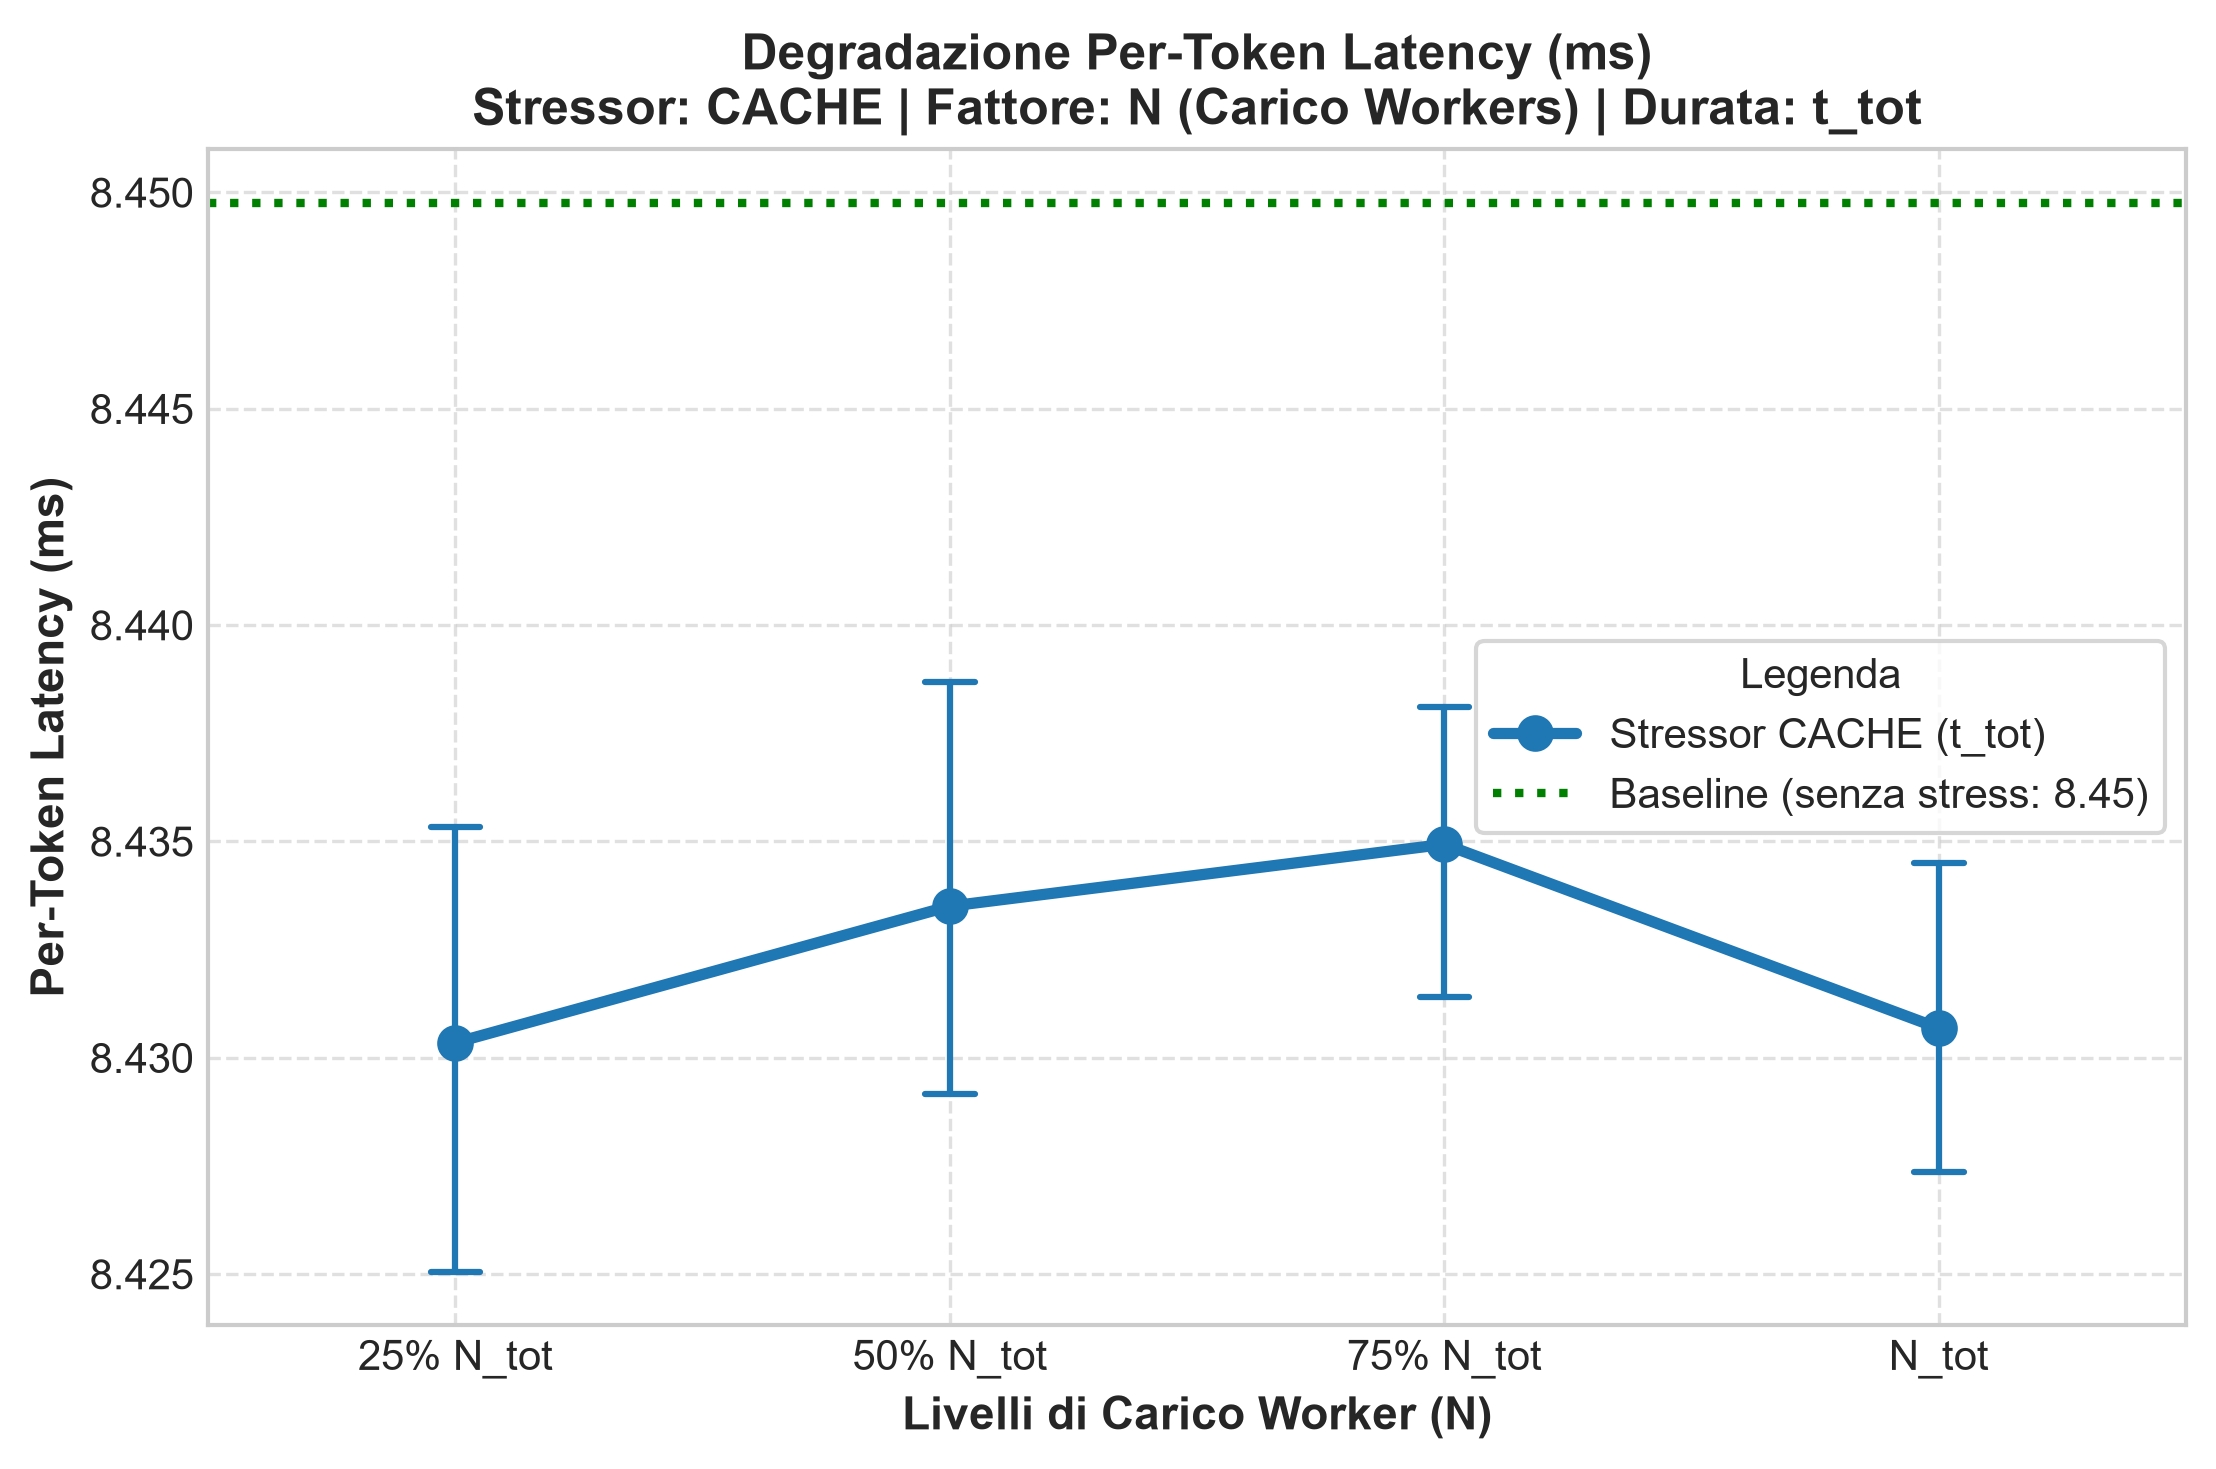 Degradazione Per-Token Latency (ms)
Stressor: CACHE | Fattore: N (Carico Workers) | Durata: t_tot
Per-Token Latency (ms)
8.450
8.445
8.440
8.435
8.430
8.425
Legenda
Stressor CACHE (t_tot)
Baseline (senza stress: 8.45)
25% N_tot
50% N_tot
75% N_tot
N_tot
Livelli di Carico Worker (N)